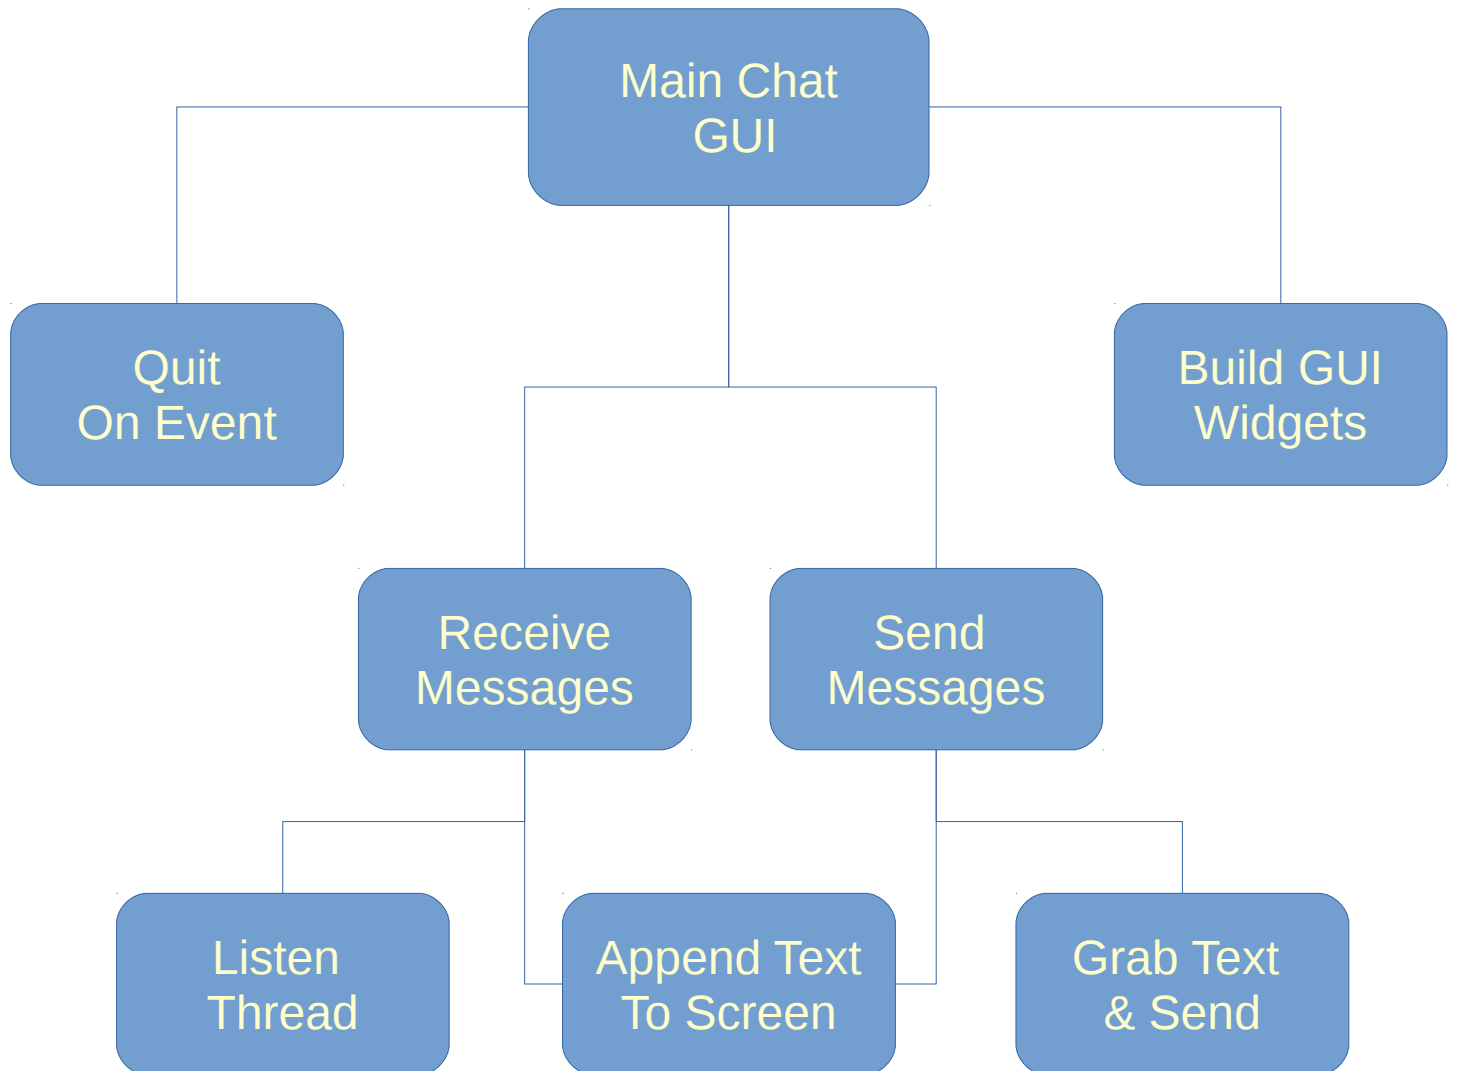 Main Chat
GUI
Quit
On Event
Build GUI
Widgets
Receive
Messages
Send
Messages
Listen
Thread
Append Text
To Screen
Grab Text
& Send